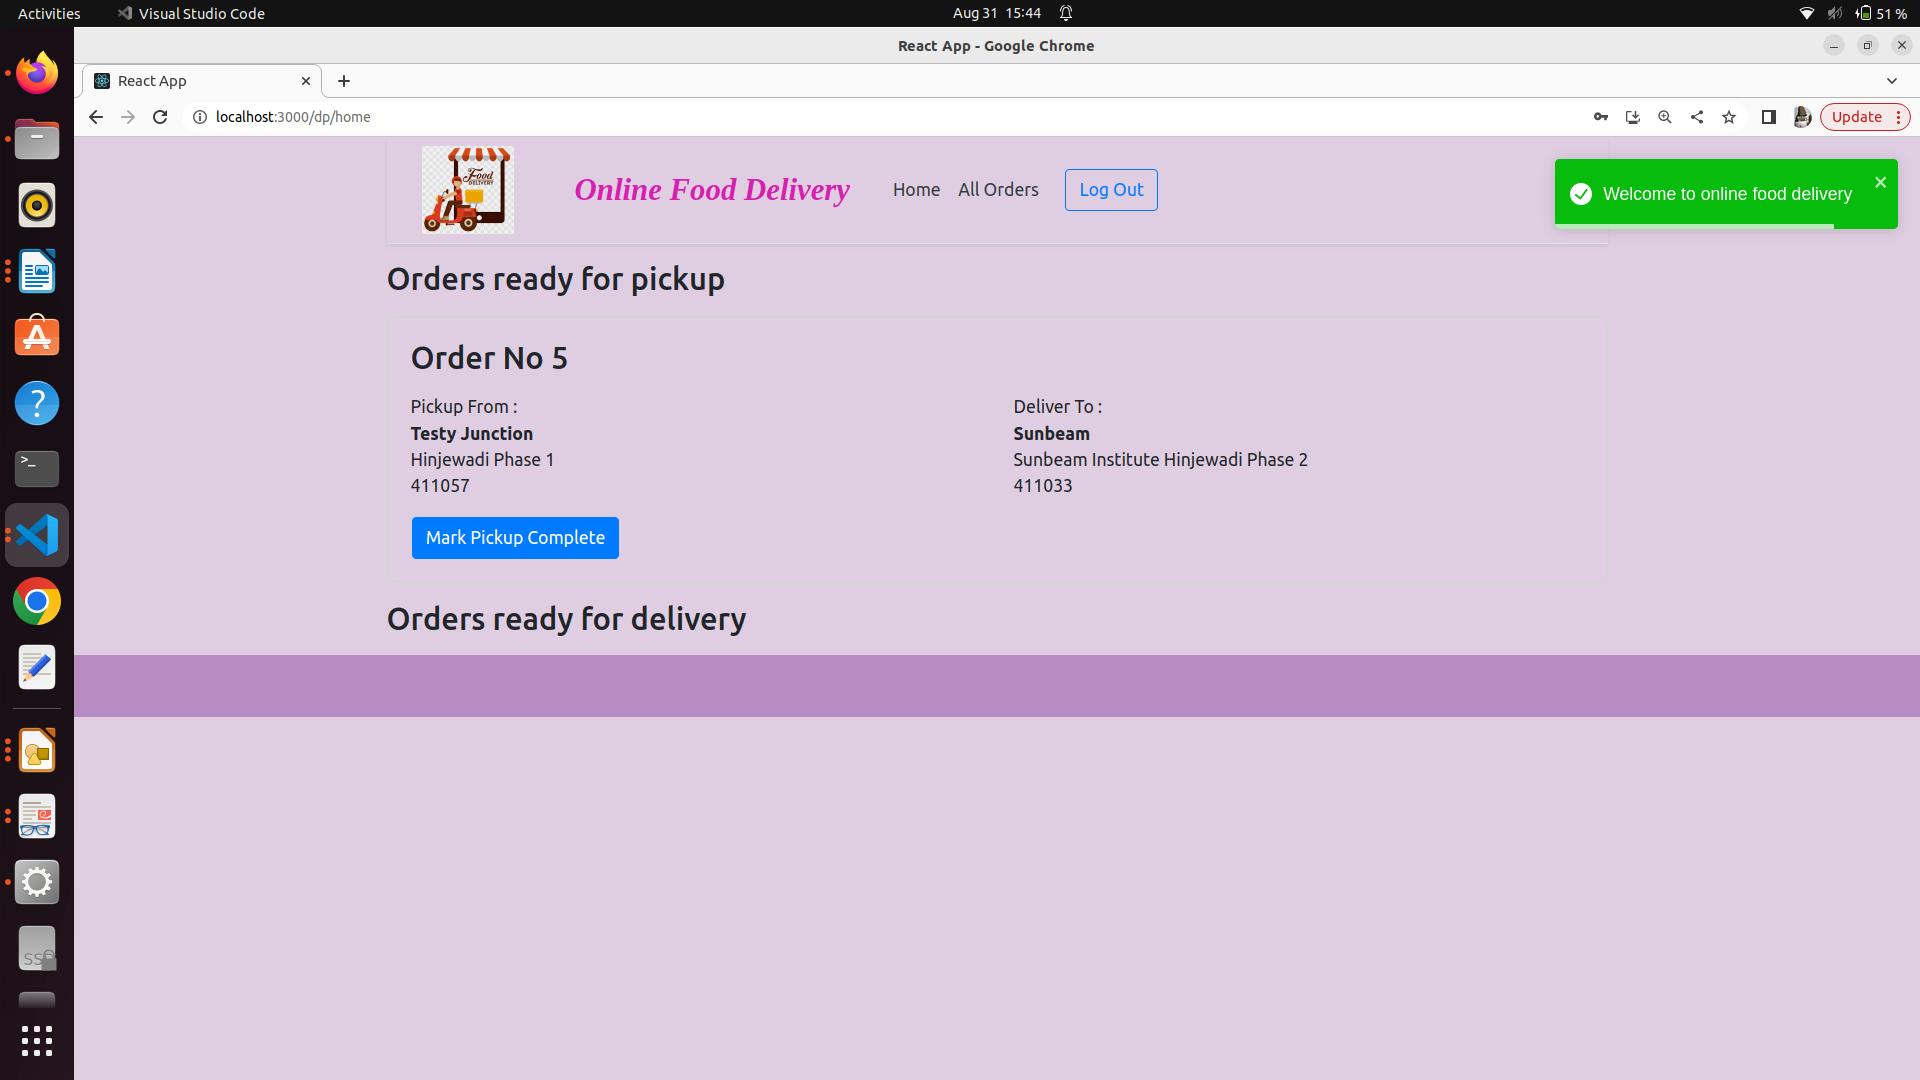 Activities
Visual Studio Code
Aug 31 15:44
51 %
React App - Google Chrome
React App
localhost:3000/dp/home
Update
Food
DELIVERY
Online Food Delivery
Home
All Orders
Log Out
Welcome to online food delivery
Orders ready for pickup
Order No 5
Pickup From :
Testy Junction
Hinjewadi Phase 1
411057
Deliver To :
Sunbeam
Sunbeam Institute Hinjewadi Phase 2
411033
Mark Pickup Complete
Orders ready for delivery